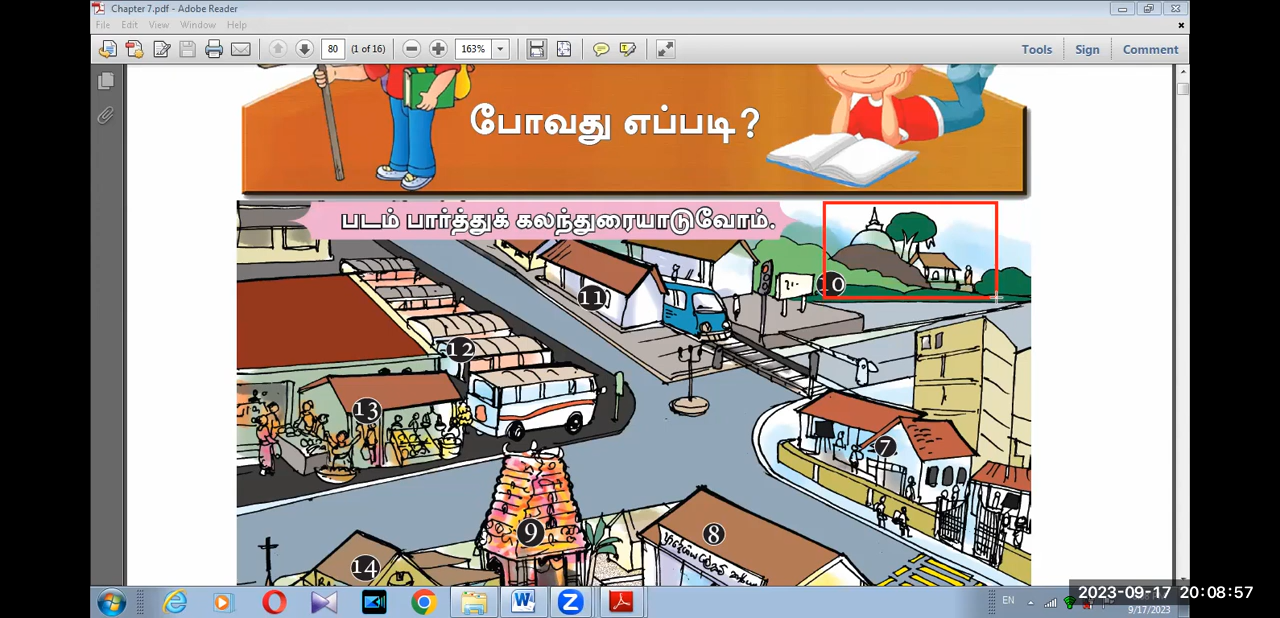 Chapter 7.pdf - Adobe Reader
File Edit View Window Help
80 (1 of 16) 163% Tools Sign Comment
போவது எப்படி?
படம் பார்த்துக் கலந்துரையாடுவோம்.
10
11
12
13
7
9
8
14
EN
2023-09-17 20:08:57
9/17/2023